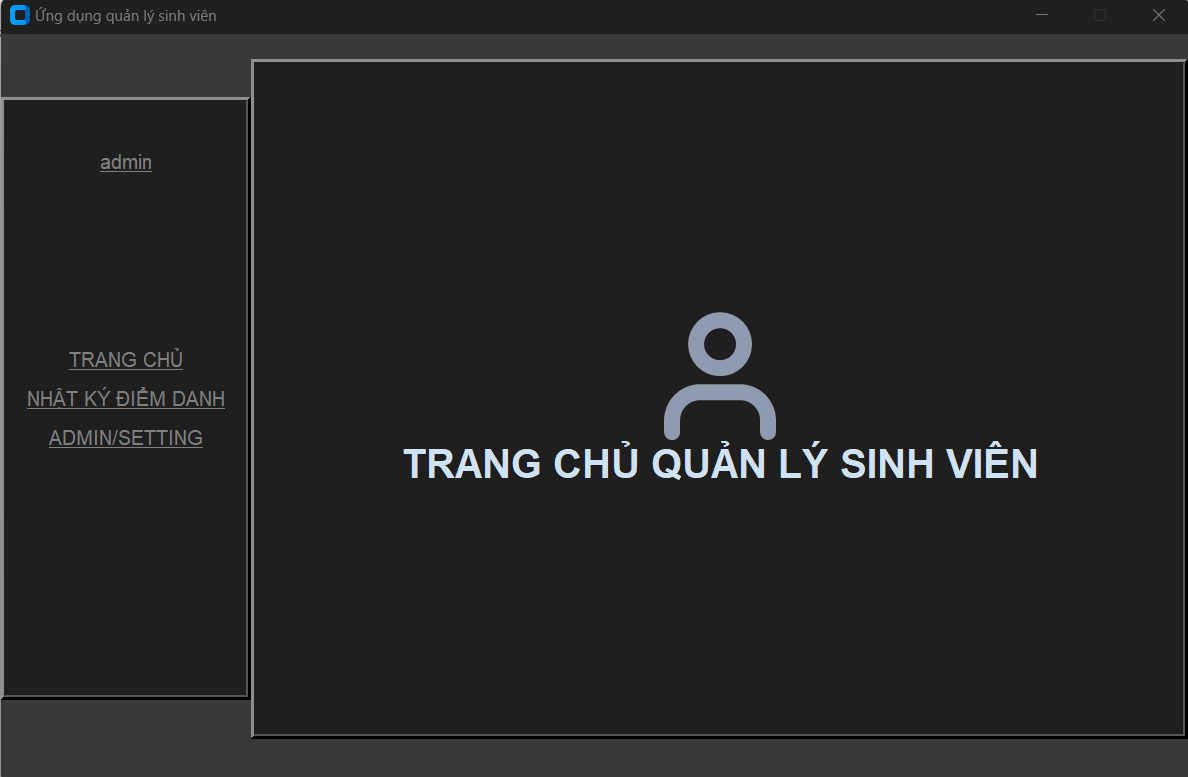 Ứng dụng quản lý sinh viên
admin
TRANG CHỦ
NHẬT KÝ ĐIỂM DANH
ADMIN/SETTING
TRANG CHỦ QUẢN LÝ SINH VIÊN